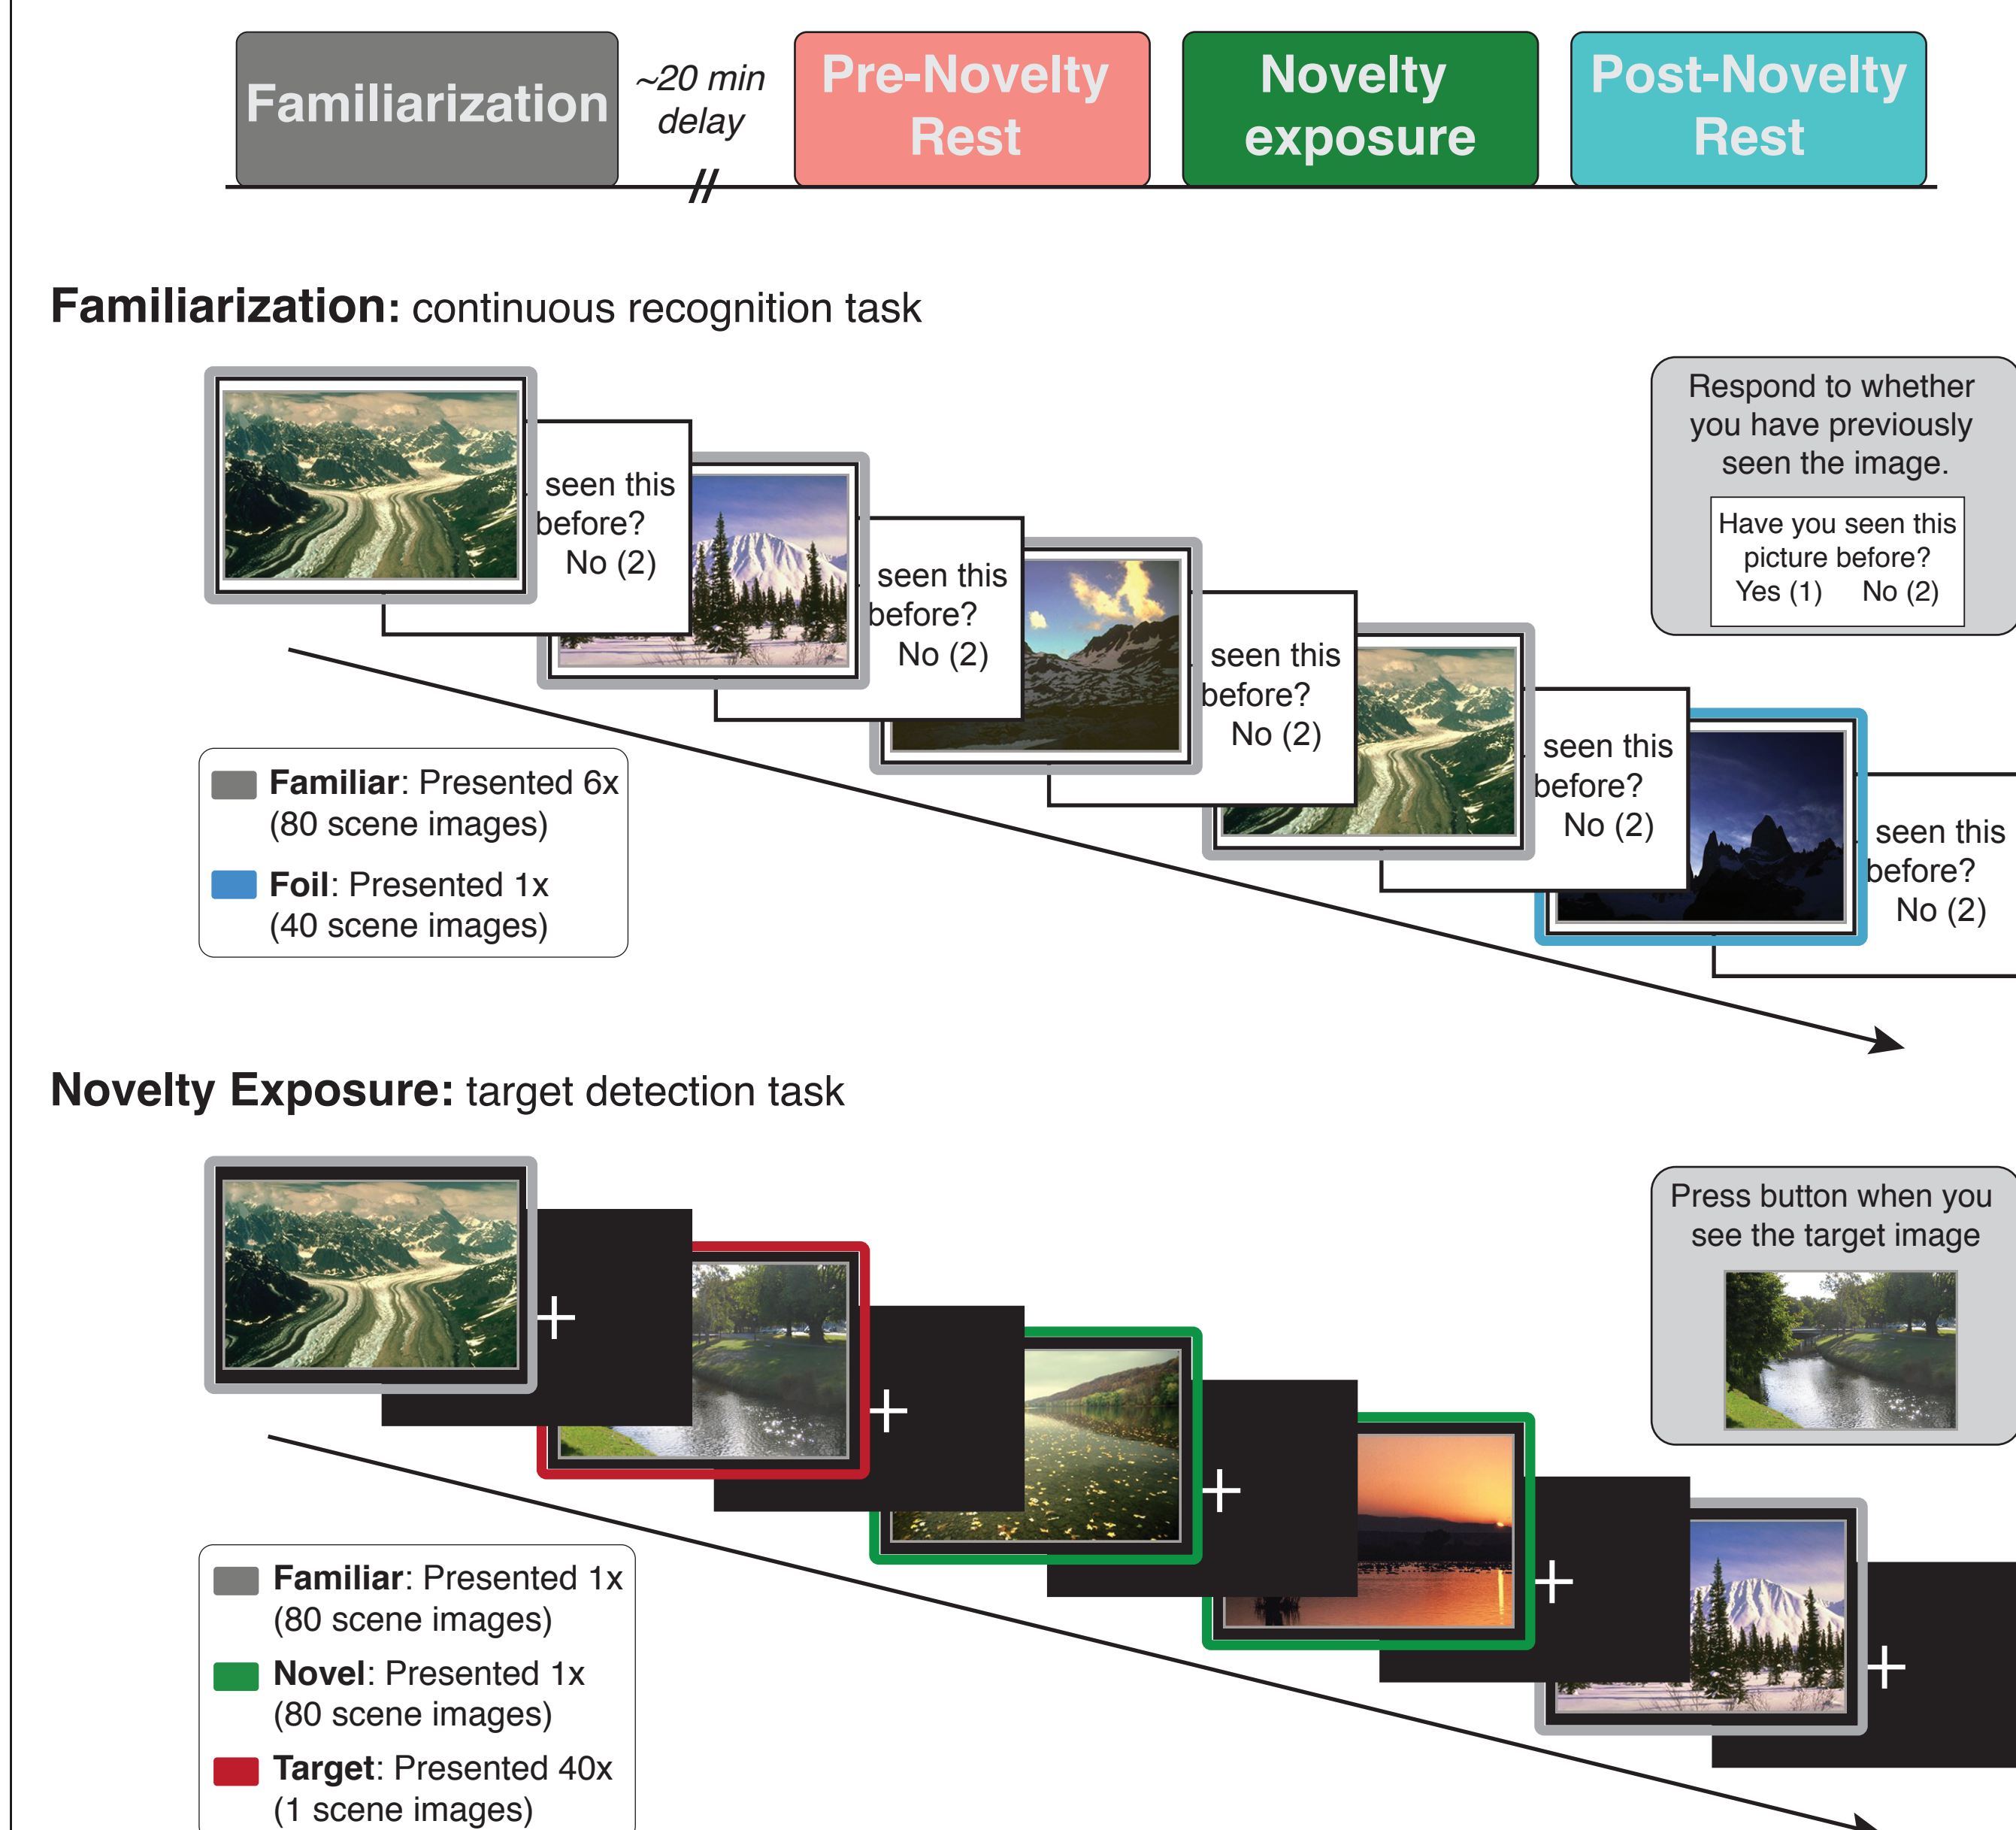 Familiarization
~20 min
delay
Pre-Novelty
Rest
Novelty
exposure
Post-Novelty
Rest
Familiarization: continuous recognition task
seen this
before?
No (2)
seen this
before?
No (2)
seen this
before?
No (2)
seen this
before?
No (2)
seen this
before?
No (2)
Respond to whether
you have previously
seen the image.
Have you seen this
picture before?
Yes (1) No (2)
Familiar: Presented 6x
(80 scene images)
Foil: Presented 1x
(40 scene images)
Novelty Exposure: target detection task
Press button when you
see the target image
Familiar: Presented 1x
(80 scene images)
Novel: Presented 1x
(80 scene images)
Target: Presented 40x
(1 scene images)